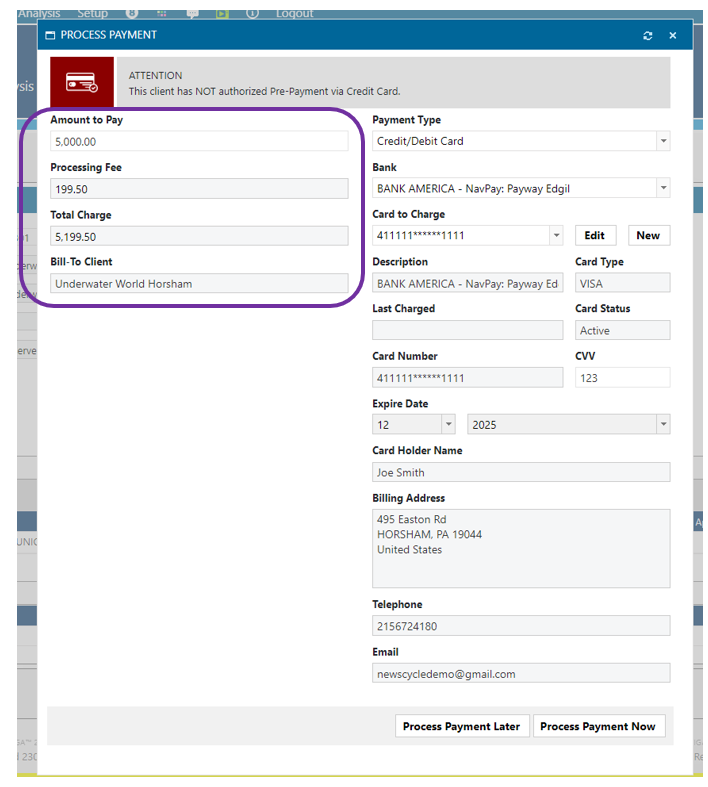 Analysis Setup Logout
PROCESS PAYMENT
ATTENTION
This client has NOT authorized Pre-Payment via Credit Card.
Amount to Pay
5,000.00
Processing Fee
199.50
Total Charge
5,199.50
Bill-To Client
Underwater World Horsham
Payment Type
Credit/Debit Card
Bank
BANK AMERICA - NavPay: Payway Edgil
Card to Charge
411111******1111
Edit
New
Description
BANK AMERICA - NavPay: Payway Ed
Card Type
VISA
Last Charged
Card Status
Active
Card Number
411111******1111
CVV
123
Expire Date
12
2025
Card Holder Name
Joe Smith
Billing Address
495 Easton Rd
HORSHAM, PA 19044
United States
Telephone
2156724180
Email
newscycledemo@gmail.com
Process Payment Later
Process Payment Now